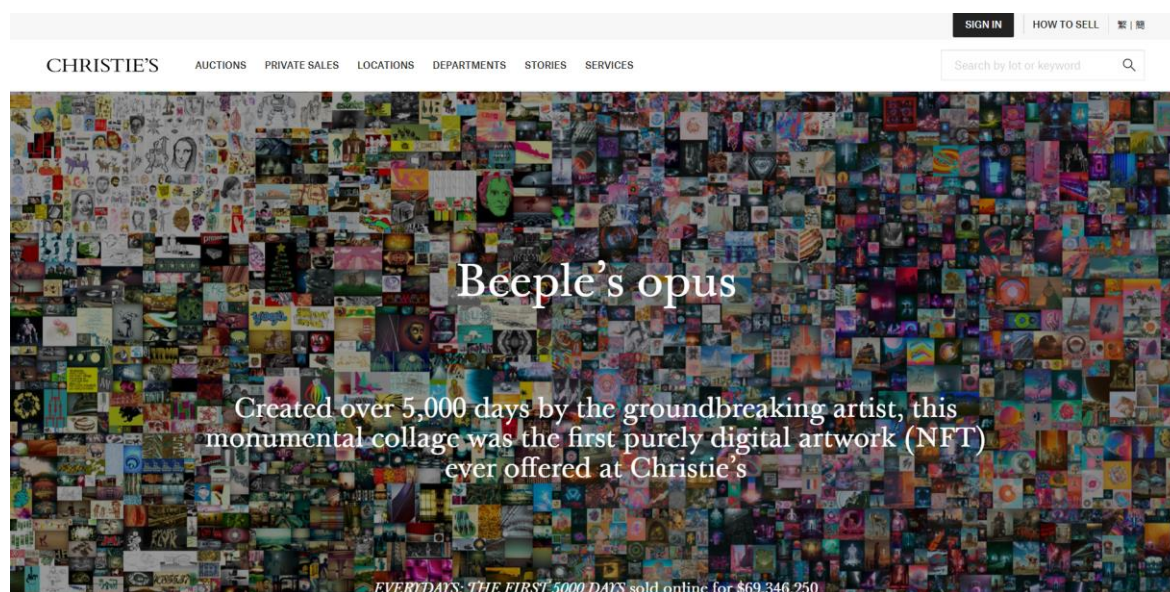 SIGN IN HOW TO SELL 繁 | 簡
CHRISTIE'S AUCTIONS PRIVATE SALES LOCATIONS DEPARTMENTS STORIES SERVICES Search by lot or keyword
Beeple's opus
Created over 5,000 days by the groundbreaking artist, this
monumental collage was the first purely digital artwork (NFT)
ever offered at Christie's
EVERYDAYS: THE FIRST 5000 DAYS sold online for $69,346,250